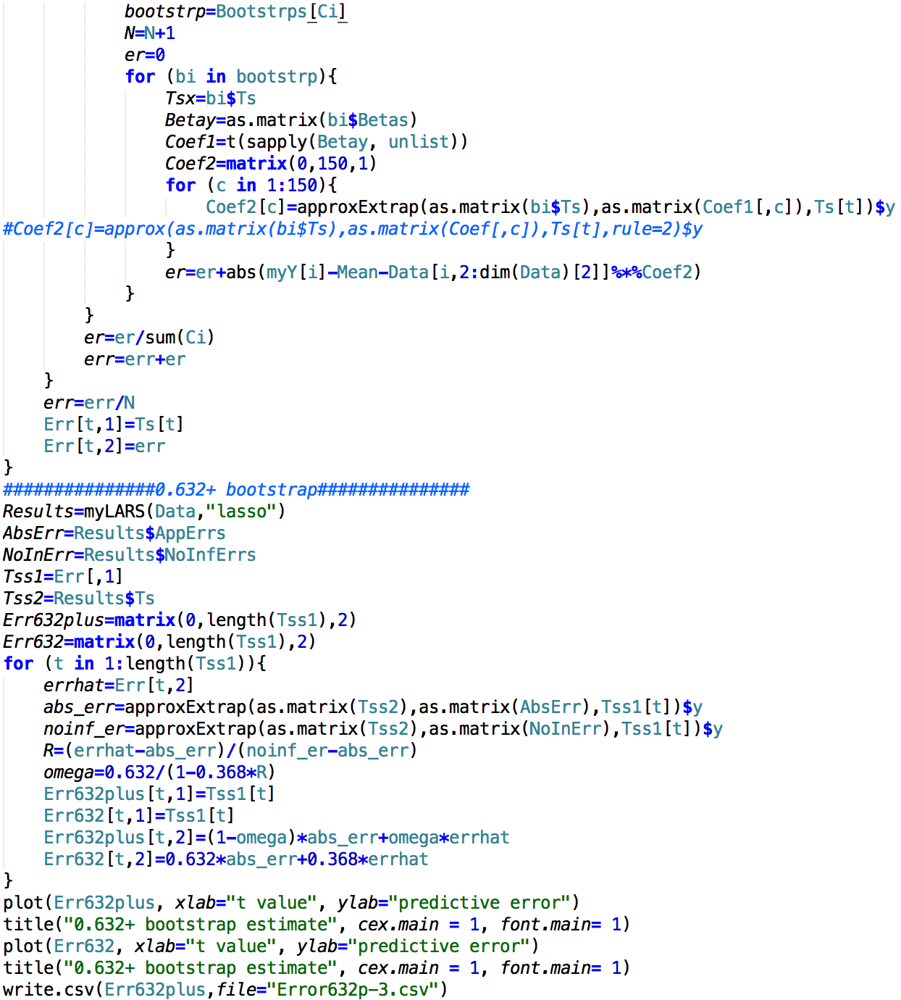 bootstrp=Bootstrps[Ci]
N=N+1
er=0
for (bi in bootstrp){
Tsx=bi$Ts
Betay=as.matrix(bi$Betas)
Coef1=t(sapply(Betay, unlist))
Coef2=matrix(0,150,1)
for (c in 1:150){
Coef2[c]=approxExtrap(as.matrix(bi$Ts),as.matrix(Coef1[,c]),Ts[t])$y
#Coef2[c]=approx(as.matrix(bi$Ts),as.matrix(Coef[,c]),Ts[t],rule=2)$y
}
er=er+abs(myY[i]-Mean-Data[i,2:dim(Data)[2]]%*%Coef2)
}
}
er=er/sum(Ci)
err=err+er
}
err=err/N
Err[t,1]=Ts[t]
Err[t,2]=err
}
###############0.632+ bootstrap###############
Results=myLARS(Data,"lasso")
AbsErr=Results$AppErrs
NoInErr=Results$NoInfErrs
Tss1=Err[,1]
Tss2=Results$Ts
Err632plus=matrix(0,length(Tss1),2)
Err632=matrix(0,length(Tss1),2)
for (t in 1:length(Tss1)){
errhat=Err[t,2]
abs_err=approxExtrap(as.matrix(Tss2),as.matrix(AbsErr),Tss1[t])$y
noinf_er=approxExtrap(as.matrix(Tss2),as.matrix(NoInErr),Tss1[t])$y
R=(errhat-abs_err)/(noinf_er-abs_err)
omega=0.632/(1-0.368*R)
Err632plus[t,1]=Tss1[t]
Err632[t,1]=Tss1[t]
Err632plus[t,2]=(1-omega)*abs_err+omega*errhat
Err632[t,2]=0.632*abs_err+0.368*errhat
}
plot(Err632plus, xlab="t value", ylab="predictive error")
title("0.632+ bootstrap estimate", cex.main = 1, font.main= 1)
plot(Err632, xlab="t value", ylab="predictive error")
title("0.632+ bootstrap estimate", cex.main = 1, font.main= 1)
write.csv(Err632plus,file="Error632p-3.csv")